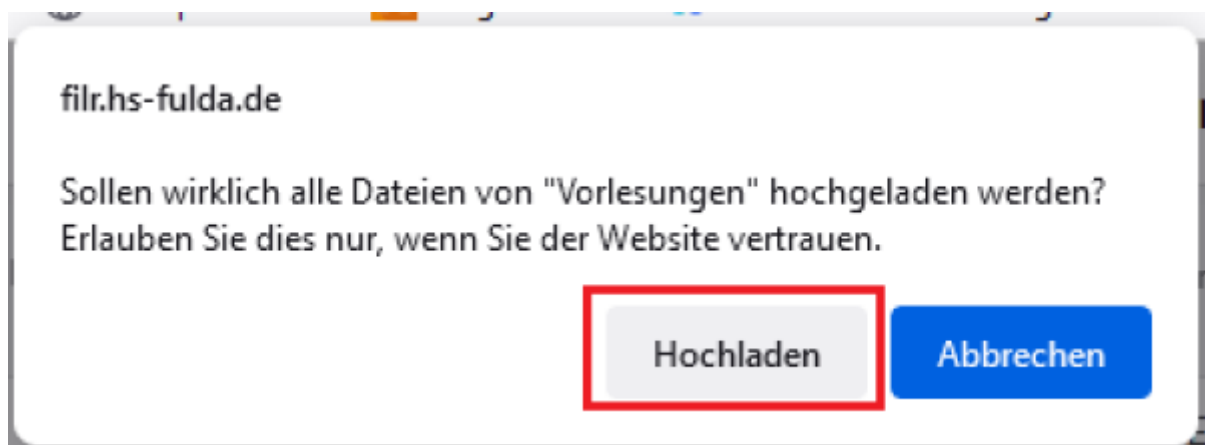 filr.hs-fulda.de
Sollen wirklich alle Dateien von "Vorlesungen" hochgeladen werden?
Erlauben Sie dies nur, wenn Sie der Website vertrauen.
Hochladen
Abbrechen